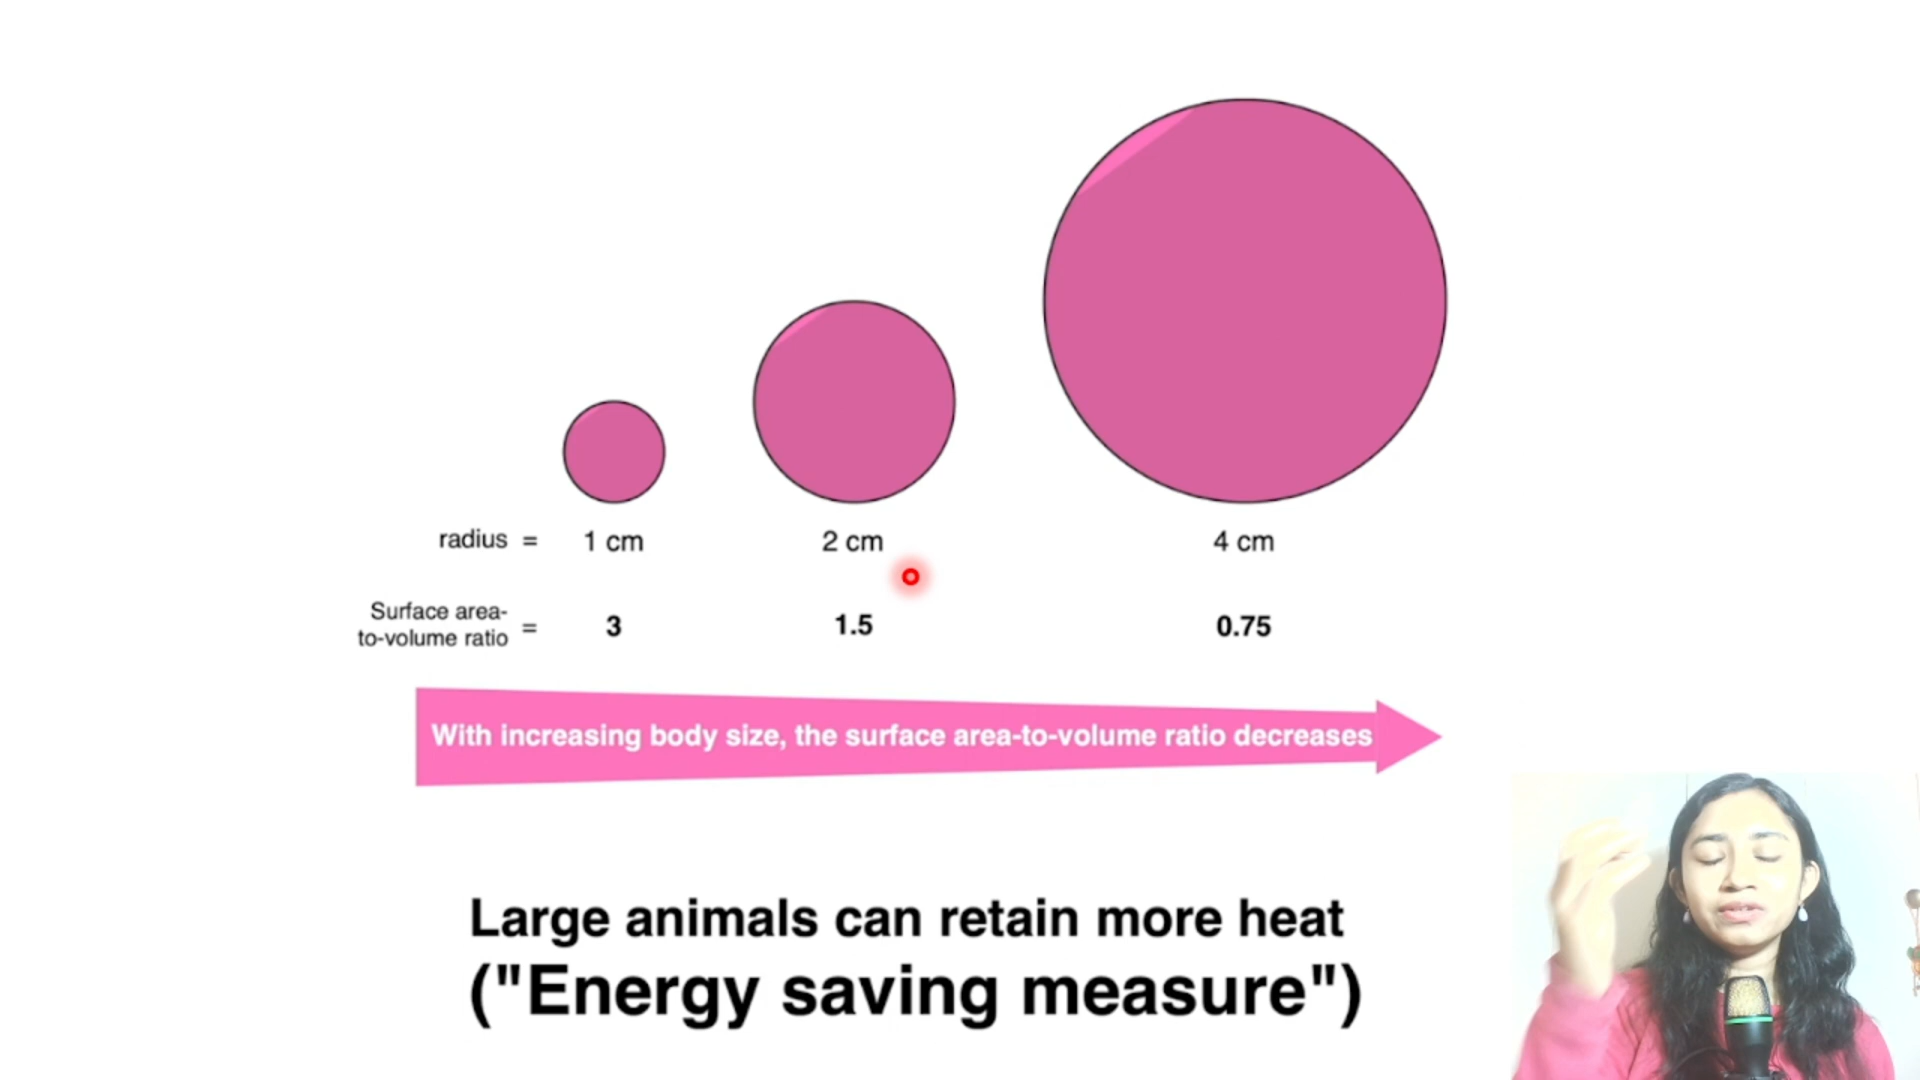 radius = 1 cm 2 cm 4 cm
Surface area-
to-volume ratio = 3 1.5 0.75
With increasing body size, the surface area-to-volume ratio decreases
Large animals can retain more heat
("Energy saving measure")